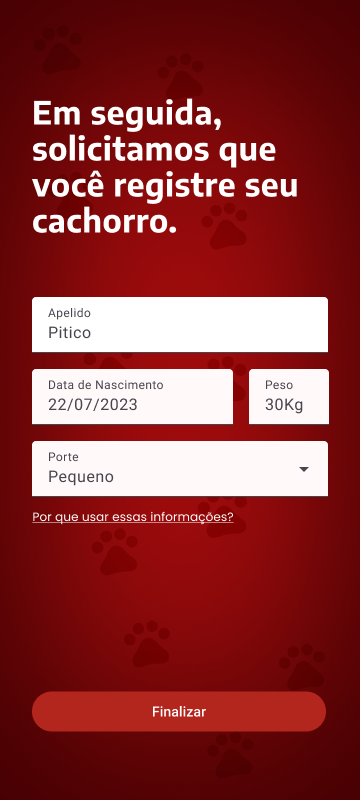 Em seguida,
solicitamos que
você registre seu
cachorro.
Apelido
Pitico
Data de Nascimento
22/07/2023
Peso
30Kg
Porte
Pequeno
Por que usar essas informações?
Finalizar